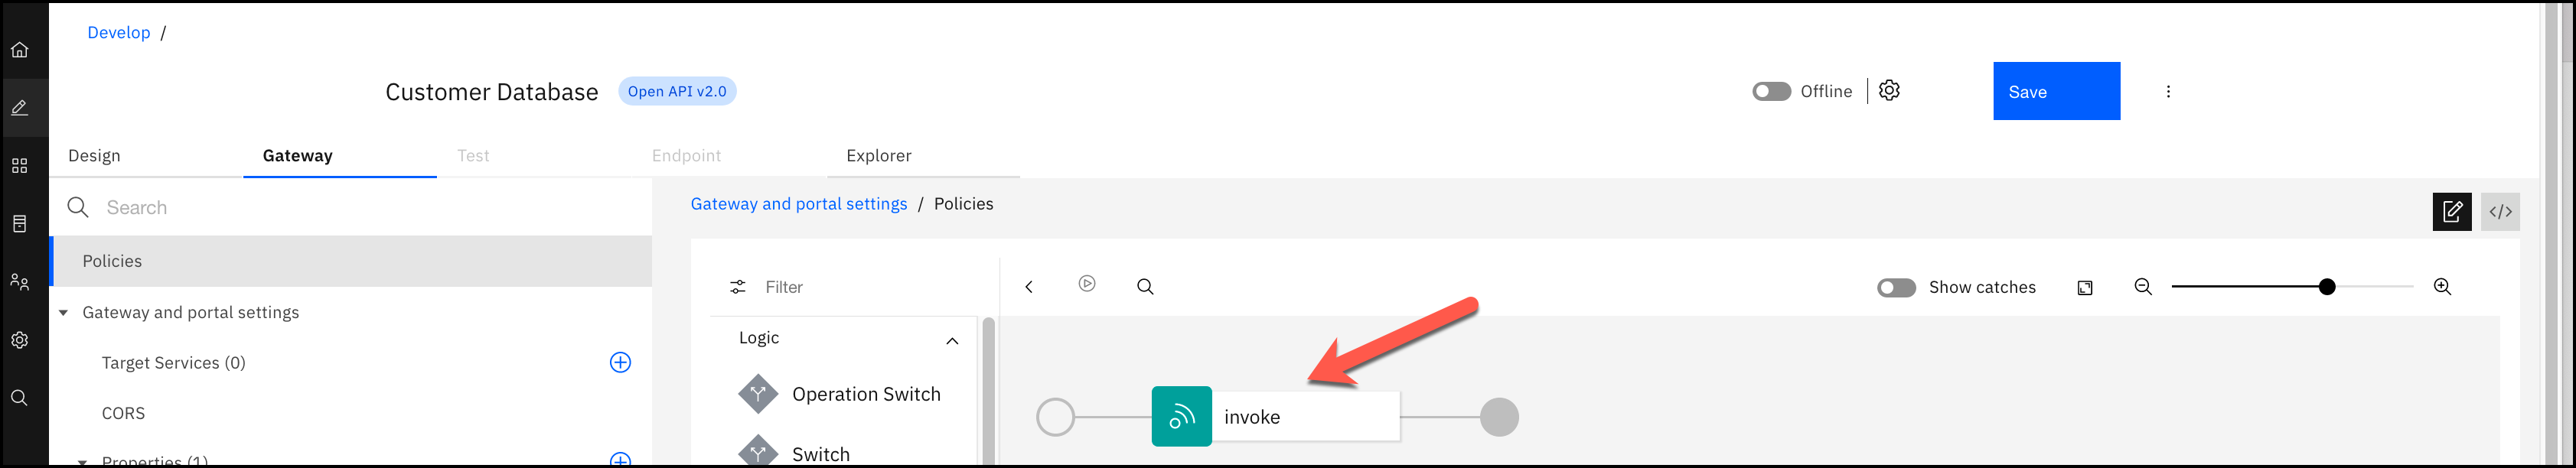 Develop /
Customer Database Open API v2.0
Offline
Save
Design Gateway Test Endpoint Explorer
Search
Gateway and portal settings / Policies
Policies
Gateway and portal settings
Target Services (0)
CORS
Properties (1)
Filter
Show catches
Logic
Operation Switch
Switch
invoke